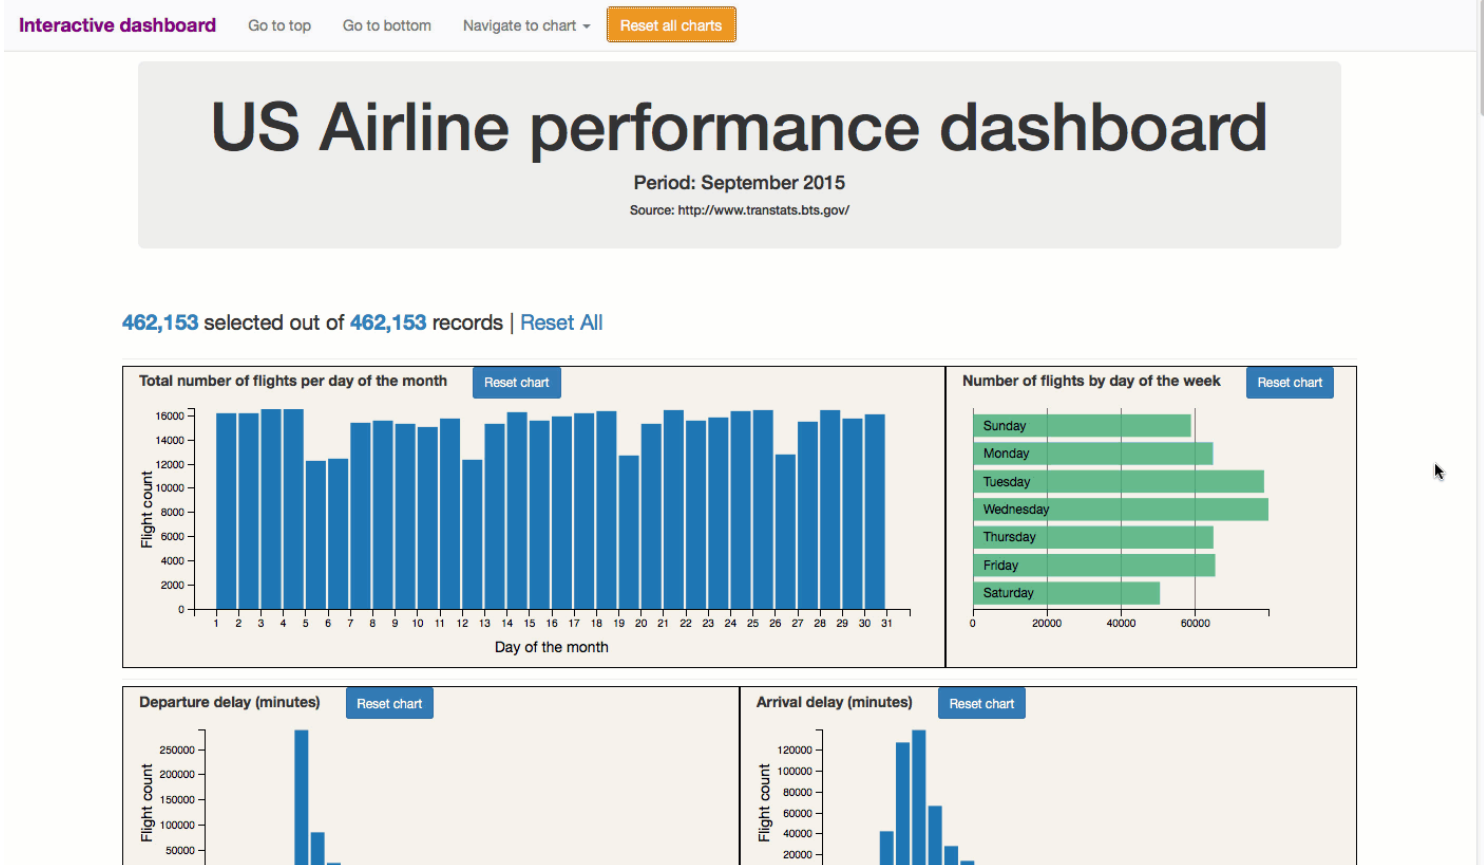 Interactive dashboard Go to top Go to bottom Navigate to chart Reset all charts
US Airline performance dashboard
Period: September 2015
Source: http://www.transtats.bts.gov/
462,153 selected out of 462,153 records | Reset All
Total number of flights per day of the month Reset chart
16000
14000
12000
10000
8000
6000
4000
2000
0
Flight count
1 2 3 4 5 6 7 8 9 10 11 12 13 14 15 16 17 18 19 20 21 22 23 24 25 26 27 28 29 30 31
Day of the month
Number of flights by day of the week Reset chart
Sunday
Monday
Tuesday
Wednesday
Thursday
Friday
Saturday
0 20000 40000 60000
Departure delay (minutes) Reset chart
250000
200000
150000
100000
50000
Flight count
Arrival delay (minutes) Reset chart
120000
100000
80000
60000
40000
20000
Flight count